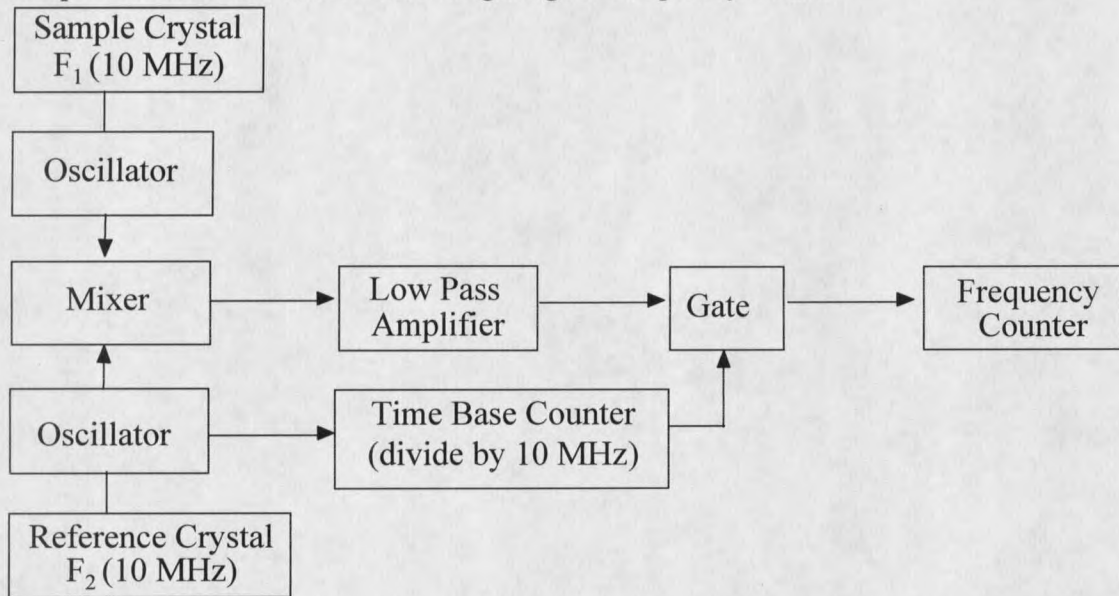 Sample Crystal
F₁ (10 MHz)
Oscillator
Mixer
Low Pass
Amplifier
Gate
Frequency
Counter
Oscillator
Time Base Counter
(divide by 10 MHz)
Reference Crystal
F₂ (10 MHz)